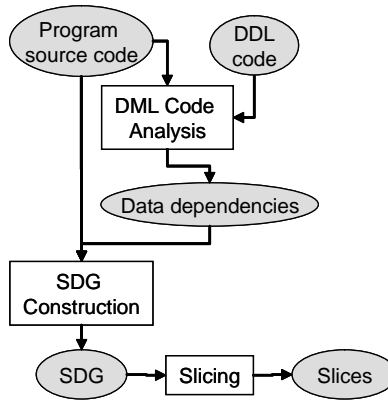 Program
source code
DDL
code
DML Code
Analysis
Data dependencies
SDG
Construction
SDG
Slicing
Slices